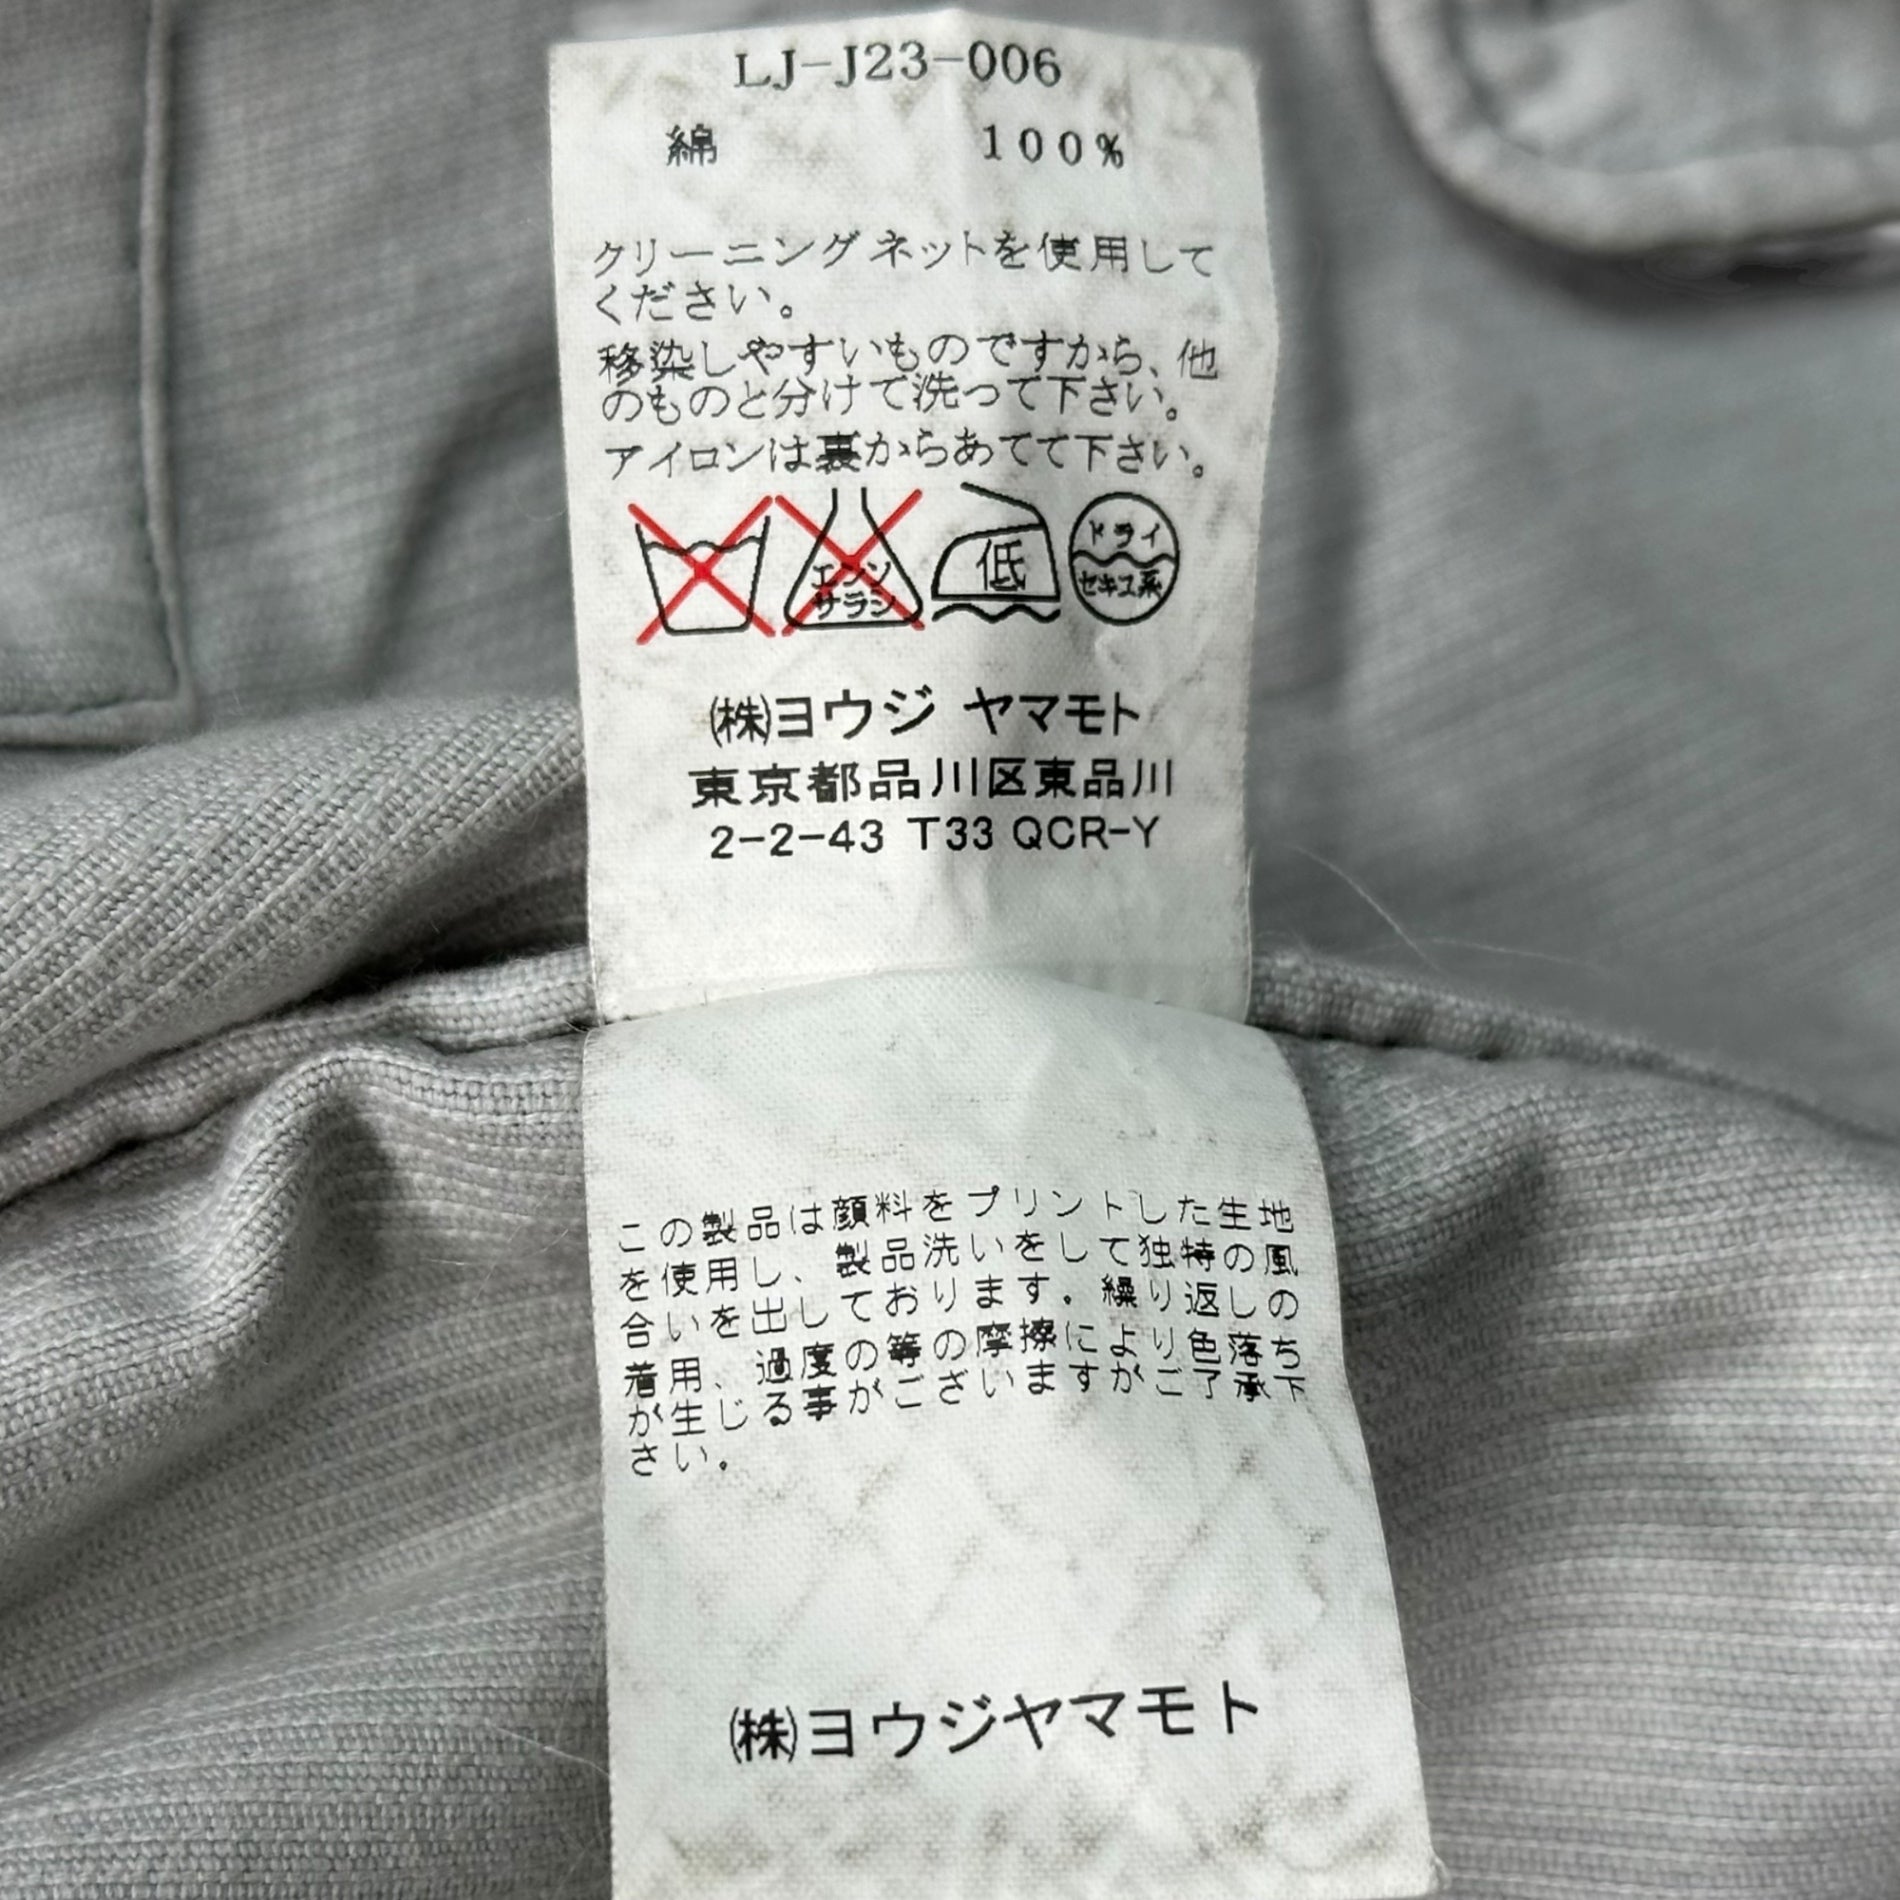 LJ-J23-006
綿 100%
クリーニングネットを使用して
ください。
移染しやすいものですから、他
のものと分けて洗って下さい。
アイロンは裏からあてて下さい。
エンソ
サラシ
低
ドライ
セキユ系
㈱ヨウジ ヤマモト
東京都品川区東品川
2-2-43 T33 QCR-Y
この製品は顔料をプリントした生地
を使用し、製品洗いをして独特の風
合いを出しております。繰り返しの
着用、過度の等の摩擦により色落ち
が生じる事がございますがご了承下
さい。
㈱ヨウジヤマモト